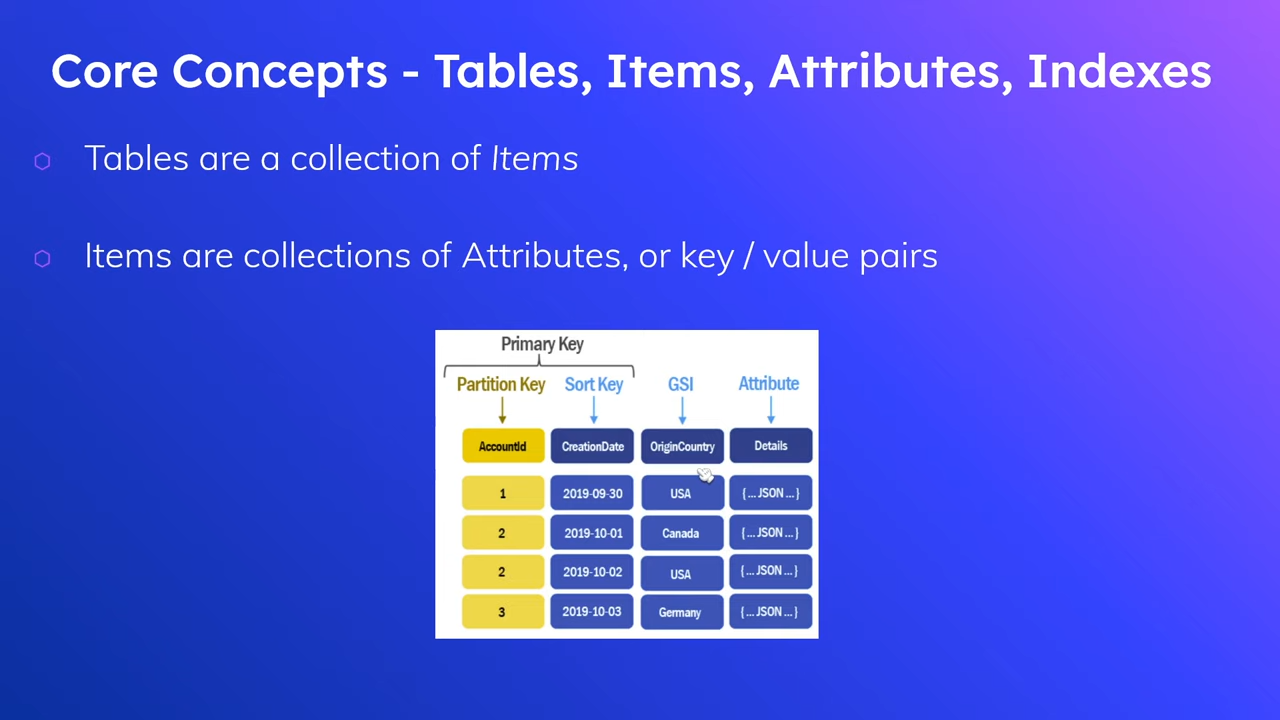 Core Concepts - Tables, Items, Attributes, Indexes
Tables are a collection of Items
Items are collections of Attributes, or key / value pairs
Primary Key
Partition Key Sort Key GSI Attribute
AccountId CreationDate OriginCountry Details
1 2019-09-30 USA {... JSON ...}
2 2019-10-01 Canada {... JSON ...}
2 2019-10-02 USA {... JSON ...}
3 2019-10-03 Germany {... JSON ...}